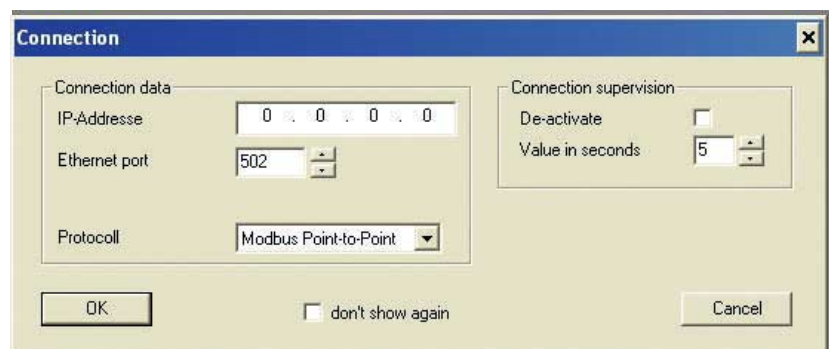 Connection
Connection data
IP-Addresse 0 . 0 . 0 . 0
Ethernet port 502
Protocoll Modbus Point-to-Point
Connection supervision
De-activate
Value in seconds 5
OK
don't show again
Cancel